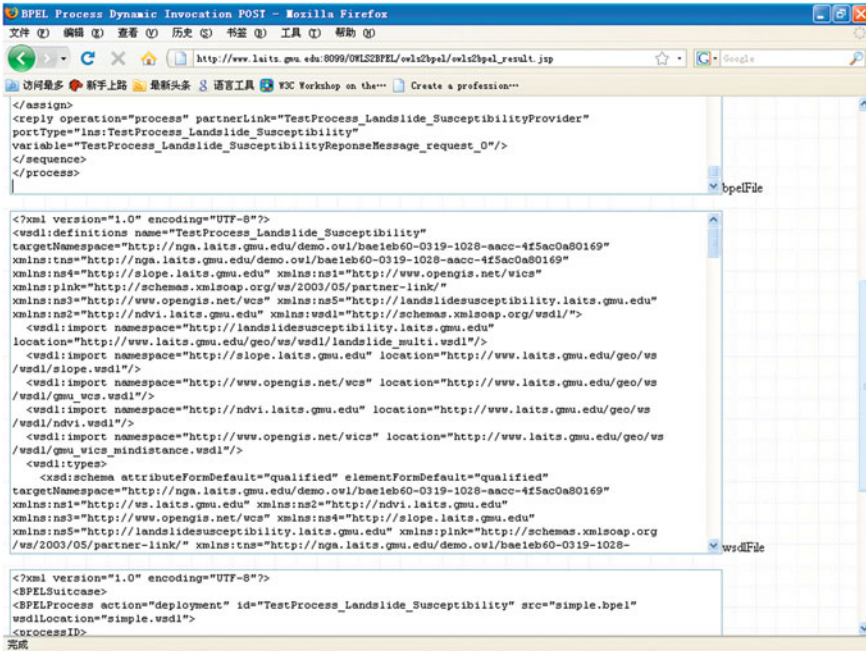 BPEL Process Dynamic Invocation POST - Mozilla Firefox
文件 (F) 编辑 (E) 查看 (V) 历史 (S) 书签 (B) 工具 (T) 帮助 (H)
http://www.laits.gmu.edu:8099/OWLS2BPEL/owls2bpel/owls2bpel_result.jsp
Google
访问最多 新手上路 最新头条 语言工具 W3C Workshop on the… Create a profession…
</assign>
<reply operation="process" partnerLink="TestProcess_Landslide_SusceptibilityProvider"
portType="lns:TestProcess_Landslide_Susceptibility"
variable="TestProcess_Landslide_SusceptibilityReponseMessage_request_0"/>
</sequence>
</process>
bpelFile
<?xml version="1.0" encoding="UTF-8"?>
<wsdl:definitions name="TestProcess_Landslide_Susceptibility"
targetNamespace="http://nga.laits.gmu.edu/demo.owl/bae1eb60-0319-1028-aacc-4f5ac0a80169"
xmlns:tns="http://nga.laits.gmu.edu/demo.owl/bae1eb60-0319-1028-aacc-4f5ac0a80169"
xmlns:ns4="http://slope.laits.gmu.edu" xmlns:ns1="http://www.opengis.net/wics"
xmlns:plnk="http://schemas.xmlsoap.org/ws/2003/05/partner-link/"
xmlns:ns3="http://www.opengis.net/wcs" xmlns:ns5="http://landslidesusceptibility.laits.gmu.edu"
xmlns:ns2="http://ndvi.laits.gmu.edu" xmlns:wsdl="http://schemas.xmlsoap.org/wsdl/">
<wsdl:import namespace="http://landslidesusceptibility.laits.gmu.edu"
location="http://www.laits.gmu.edu/geo/ws/wsdl/landslide_multi.wsdl"/>
<wsdl:import namespace="http://slope.laits.gmu.edu" location="http://www.laits.gmu.edu/geo/ws
/wsdl/slope.wsdl"/>
<wsdl:import namespace="http://www.opengis.net/wcs" location="http://www.laits.gmu.edu/geo/ws
/wsdl/gmu_wcs.wsdl"/>
<wsdl:import namespace="http://ndvi.laits.gmu.edu" location="http://www.laits.gmu.edu/geo/ws
/wsdl/ndvi.wsdl"/>
<wsdl:import namespace="http://www.opengis.net/wics" location="http://www.laits.gmu.edu/geo/ws
/wsdl/gmu_wics_mindistance.wsdl"/>
<wsdl:types>
<xsd:schema attributeFormDefault="qualified" elementFormDefault="qualified"
targetNamespace="http://nga.laits.gmu.edu/demo.owl/bae1eb60-0319-1028-aacc-4f5ac0a80169"
xmlns:ns1="http://ws.laits.gmu.edu" xmlns:ns2="http://ndvi.laits.gmu.edu"
xmlns:ns3="http://www.opengis.net/wcs" xmlns:ns4="http://slope.laits.gmu.edu"
xmlns:ns5="http://landslidesusceptibility.laits.gmu.edu" xmlns:plnk="http://schemas.xmlsoap.org
/ws/2003/05/partner-link/" xmlns:tns="http://nga.laits.gmu.edu/demo.owl/bae1eb60-0319-1028-
wsdlFile
<?xml version="1.0" encoding="UTF-8"?>
<BPELSuitcase>
<BPELProcess action="deployment" id="TestProcess_Landslide_Susceptibility" src="simple.bpel"
wsdlLocation="simple.wsdl">
<processID>
完成